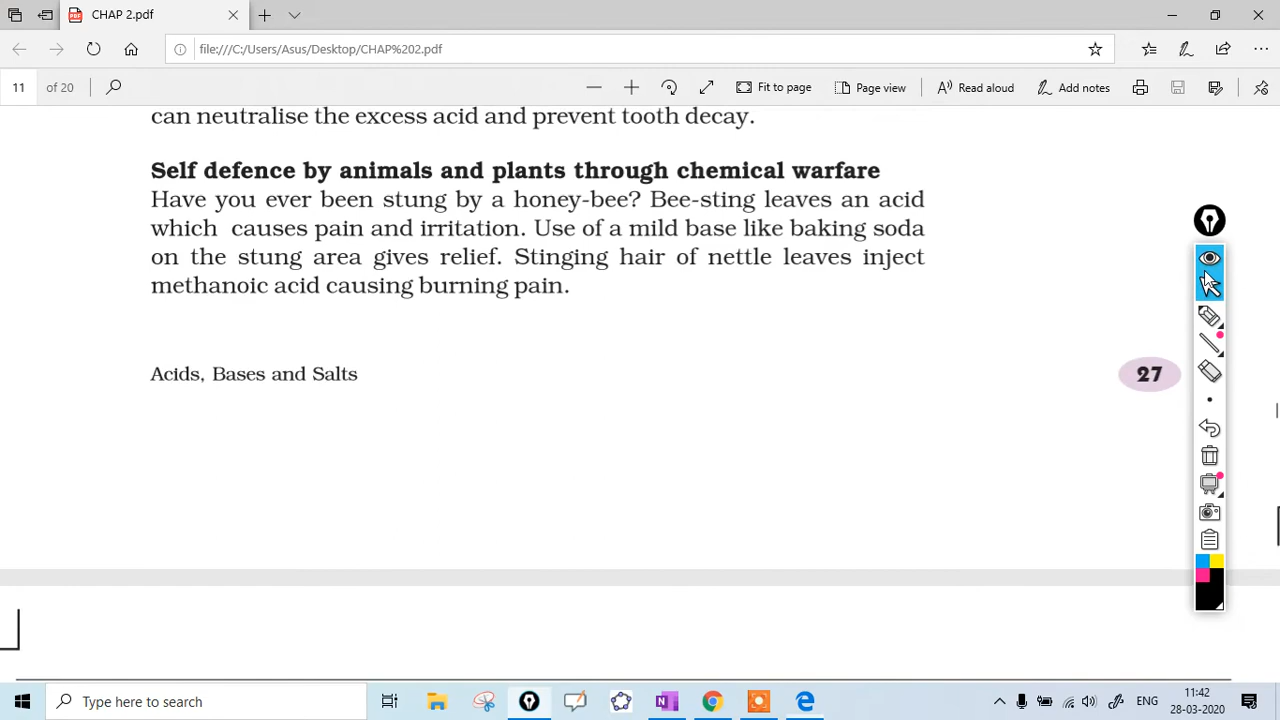 CHAP 2.pdf
file:///C:/Users/Asus/Desktop/CHAP%202.pdf
11 of 20
Fit to page
Page view
Read aloud
Add notes
can neutralise the excess acid and prevent tooth decay.
Self defence by animals and plants through chemical warfare
Have you ever been stung by a honey-bee? Bee-sting leaves an acid
which causes pain and irritation. Use of a mild base like baking soda
on the stung area gives relief. Stinging hair of nettle leaves inject
methanoic acid causing burning pain.
Acids, Bases and Salts
27
Type here to search
ENG
11:42
28-03-2020